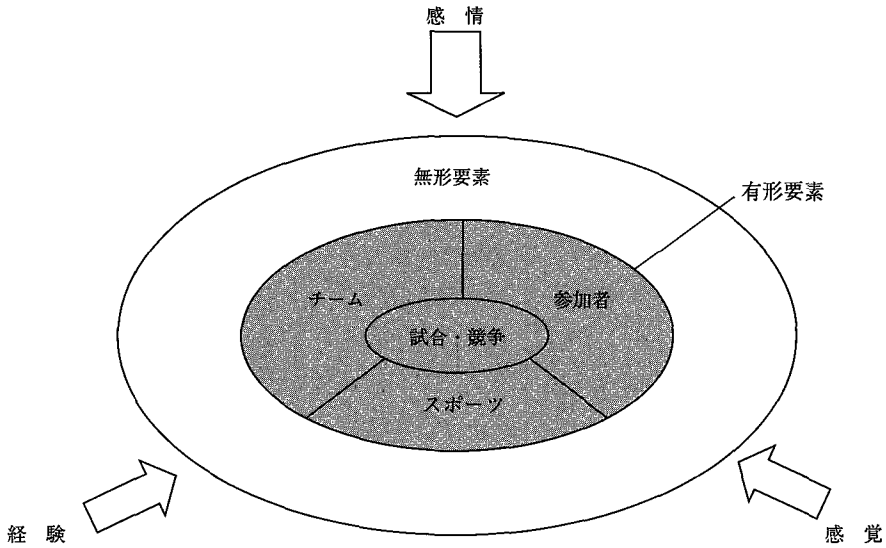 感情
無形要素
有形要素
チーム
参加者
試合・競争
スポーツ
経験
感覚